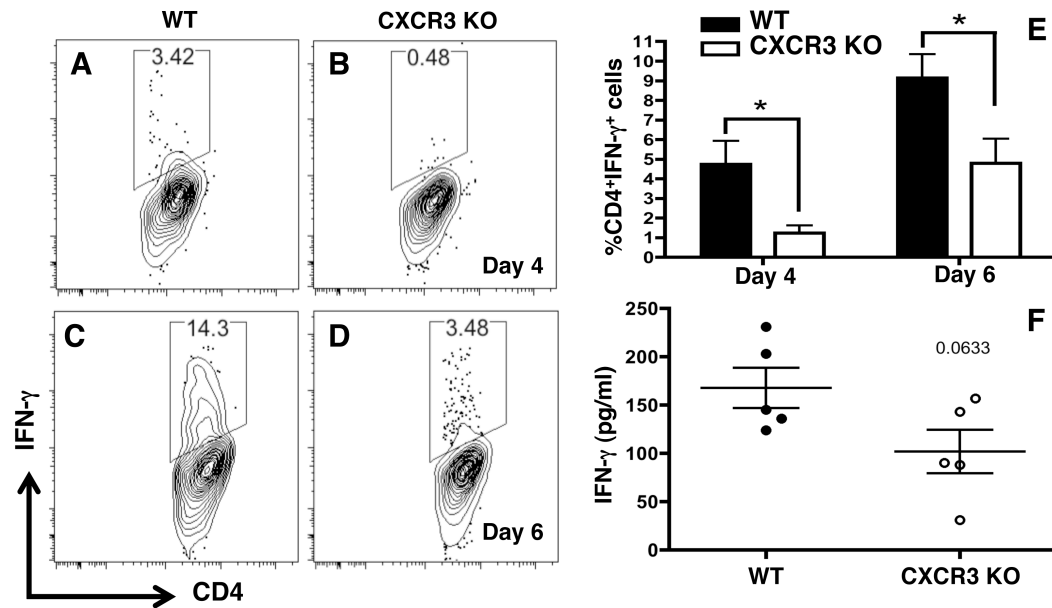 WT
CXCR3 KO
A
3.42
B
0.48
Day 4
C
14.3
D
3.48
Day 6
IFN-γ
CD4
WT
CXCR3 KO
E
*
*
%CD4⁺IFN-γ⁺ cells
11
10
9
8
7
6
5
4
3
2
1
0
Day 4
Day 6
F
0.0633
IFN-γ (pg/ml)
250
200
150
100
50
0
WT
CXCR3 KO